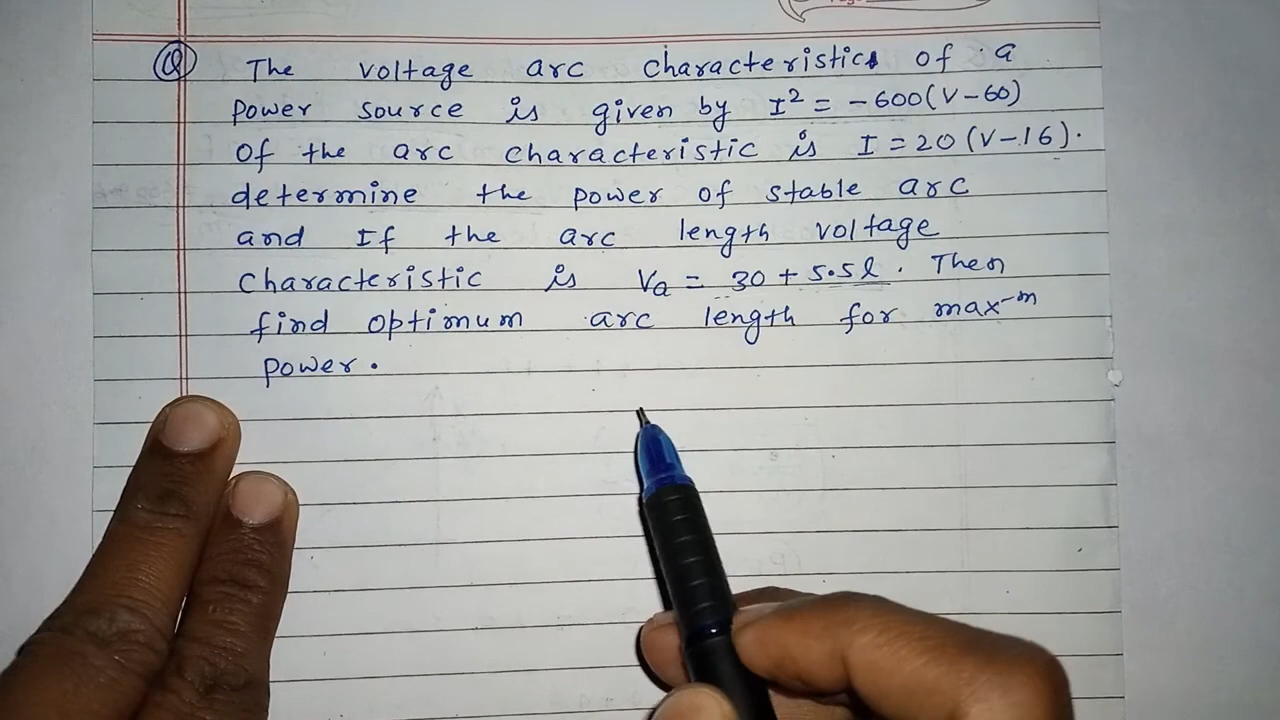 Q The voltage arc characteristics of a
power source is given by I² = -600(V-60)
Of the arc characteristic is I = 20(V-16).
determine the power of stable arc
and If the arc length voltage
characteristic is Va = 30 + 5.5l. Then
find optimum arc length for max-m
power.